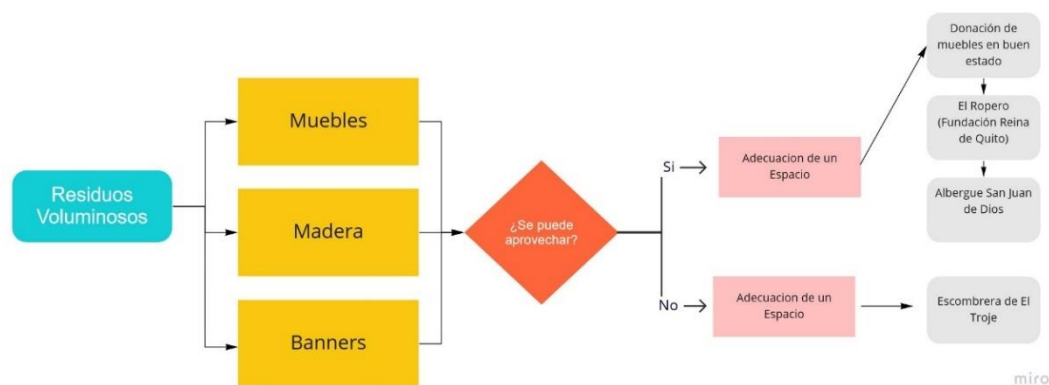 Residuos
Voluminosos
Muebles
Madera
Banners
¿Se puede
aprovechar?
Si
Adecuacion de un
Espacio
Donación de
muebles en buen
estado
El Ropero
(Fundación Reina
de Quito)
Albergue San Juan
de Dios
No
Adecuacion de un
Espacio
Escombrera de El
Troje
miro